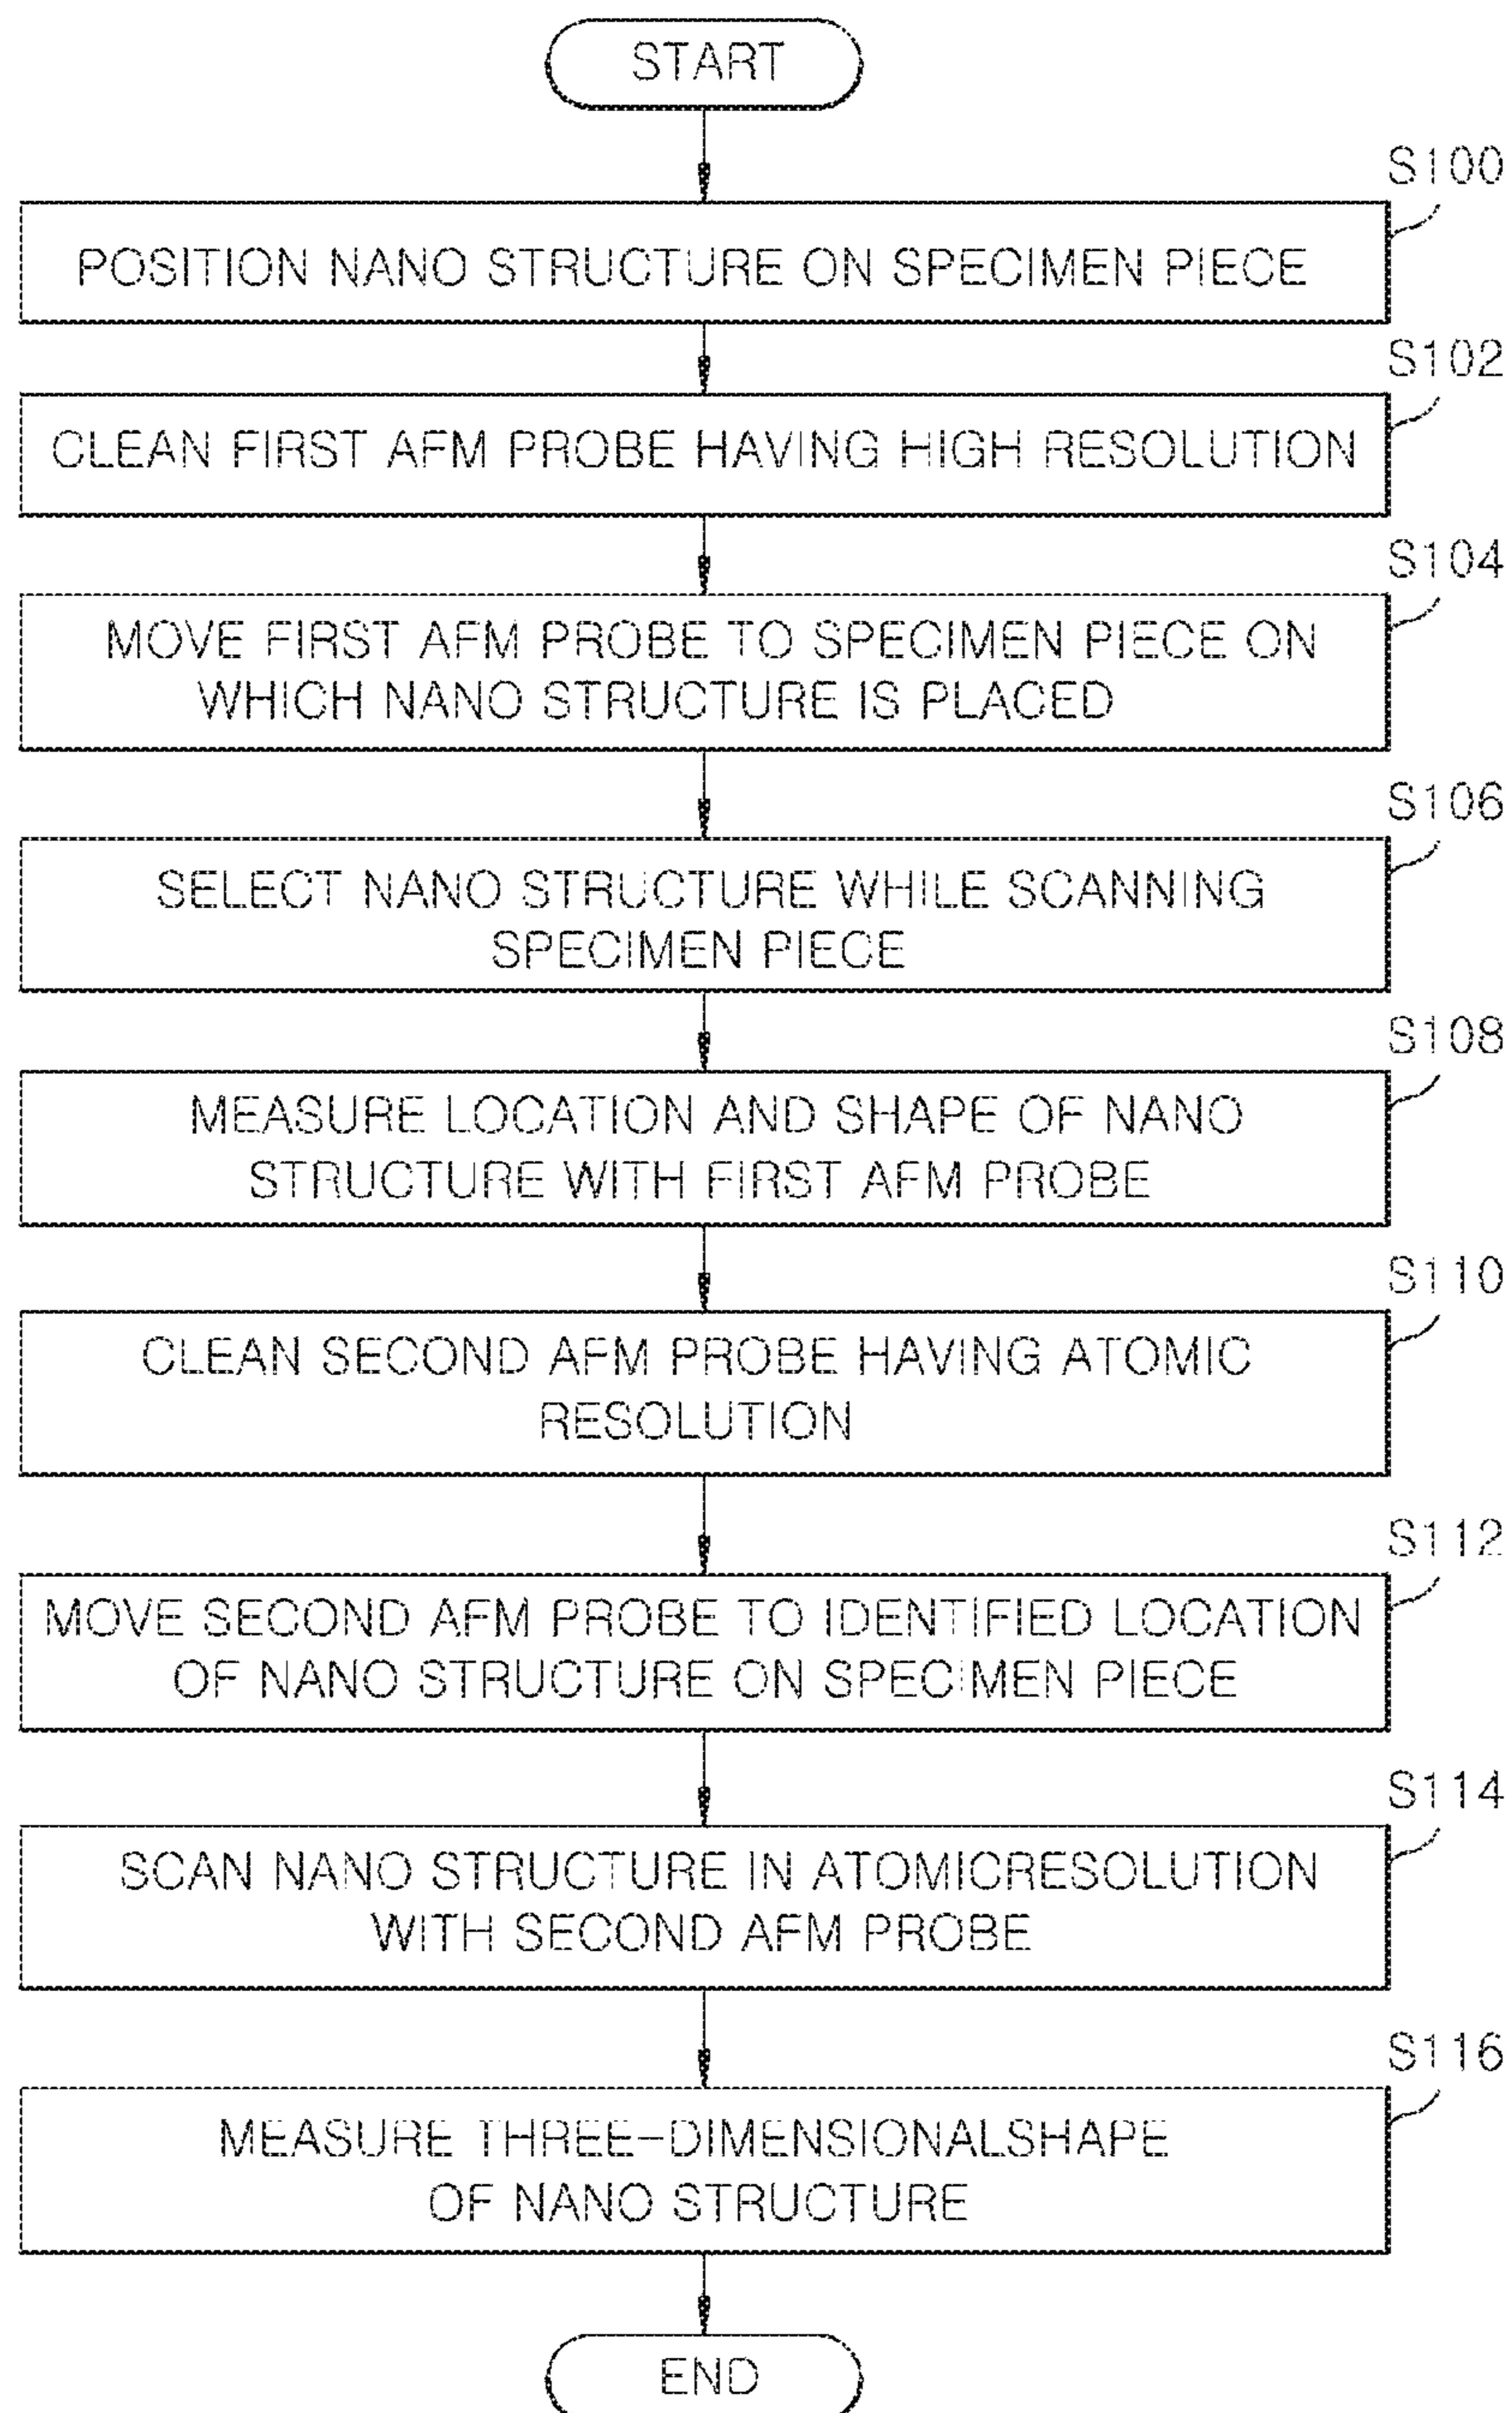 START
S100
POSITION NANO STRUCTURE ON SPECIMEN PIECE
S102
CLEAN FIRST AFM PROBE HAVING HIGH RESOLUTION
S104
MOVE FIRST AFM PROBE TO SPECIMEN PIECE ON
WHICH NANO STRUCTURE IS PLACED
S106
SELECT NANO STRUCTURE WHILE SCANNING
SPECIMEN PIECE
S108
MEASURE LOCATION AND SHAPE OF NANO
STRUCTURE WITH FIRST AFM PROBE
S110
CLEAN SECOND AFM PROBE HAVING ATOMIC
RESOLUTION
S112
MOVE SECOND AFM PROBE TO IDENTIFIED LOCATION
OF NANO STRUCTURE ON SPECIMEN PIECE
S114
SCAN NANO STRUCTURE IN ATOMICRESOLUTION
WITH SECOND AFM PROBE
S116
MEASURE THREE-DIMENSIONALSHAPE
OF NANO STRUCTURE
END